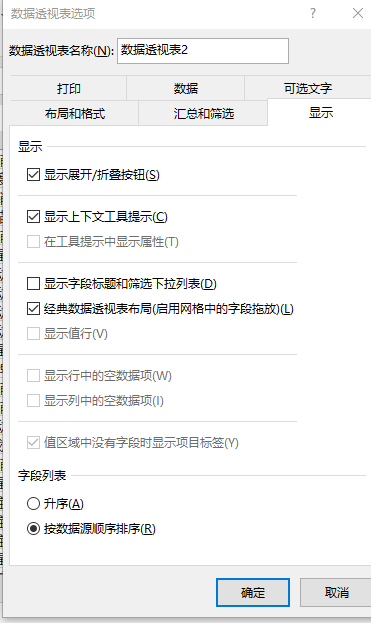 数据透视表选项
数据透视表名称(N): 数据透视表2
打印 数据 可选文字
布局和格式 汇总和筛选 显示
显示
显示展开/折叠按钮(S)
显示上下文工具提示(C)
在工具提示中显示属性(T)
显示字段标题和筛选下拉列表(D)
经典数据透视表布局(启用网格中的字段拖放)(L)
显示值行(V)
显示行中的空数据项(W)
显示列中的空数据项(I)
值区域中没有字段时显示项目标签(Y)
字段列表
升序(A)
按数据源顺序排序(R)
确定 取消